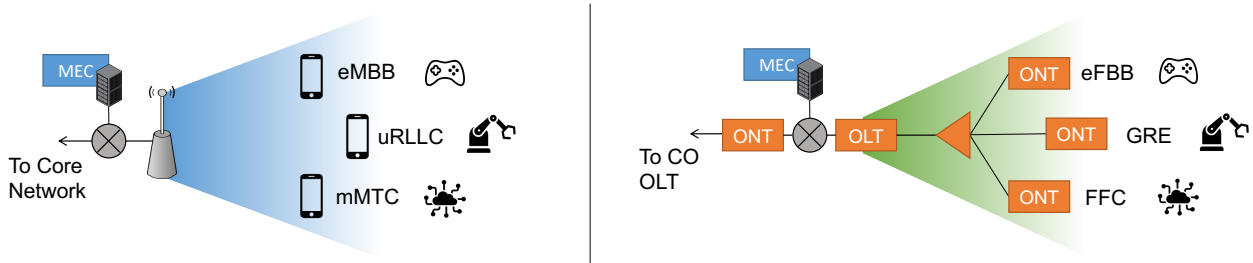 MEC
eMBB
uRLLC
mMTC
To Core
Network
MEC
ONT
eFBB
ONT
OLT
ONT
GRE
To CO
OLT
ONT
FFC